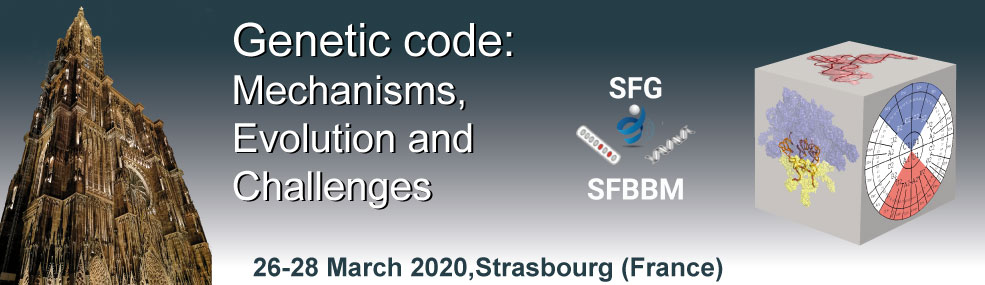 Genetic code:
Mechanisms,
Evolution and
Challenges
SFG
SFBBM
26-28 March 2020,Strasbourg (France)